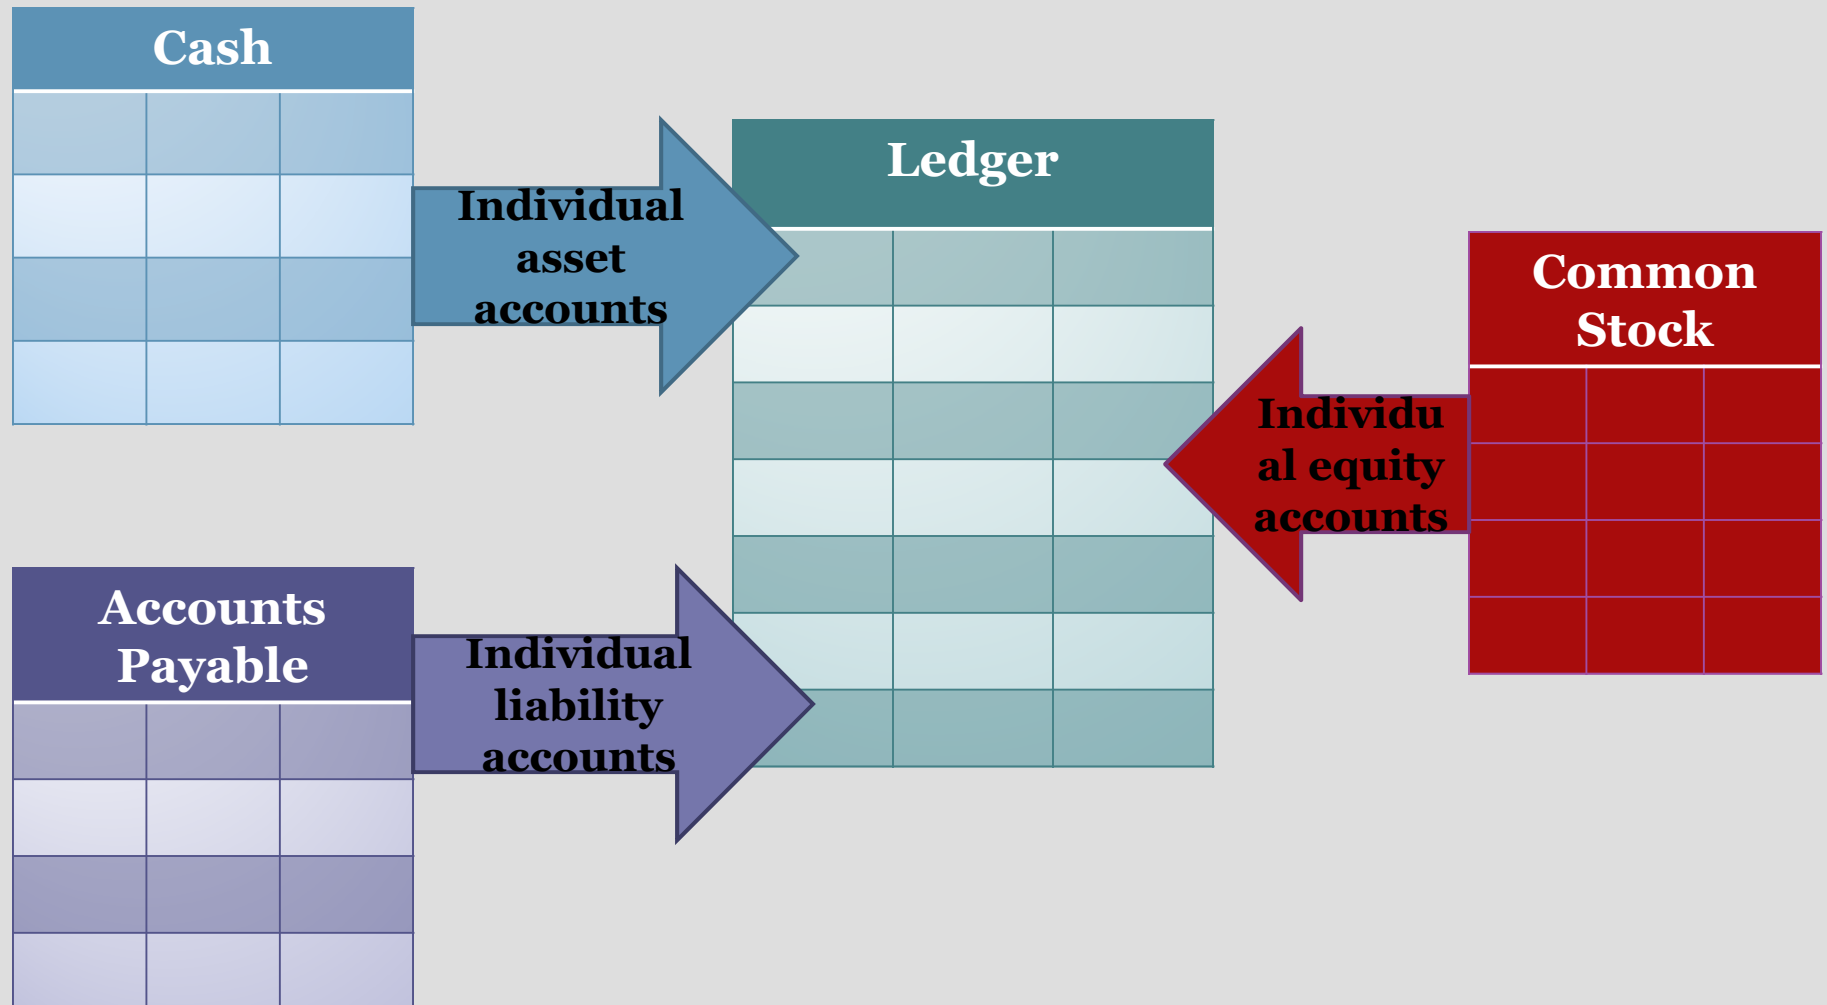 Cash
Individual
asset
accounts
Ledger
Common
Stock
Individu
al equity
accounts
Accounts
Payable
Individual
liability
accounts